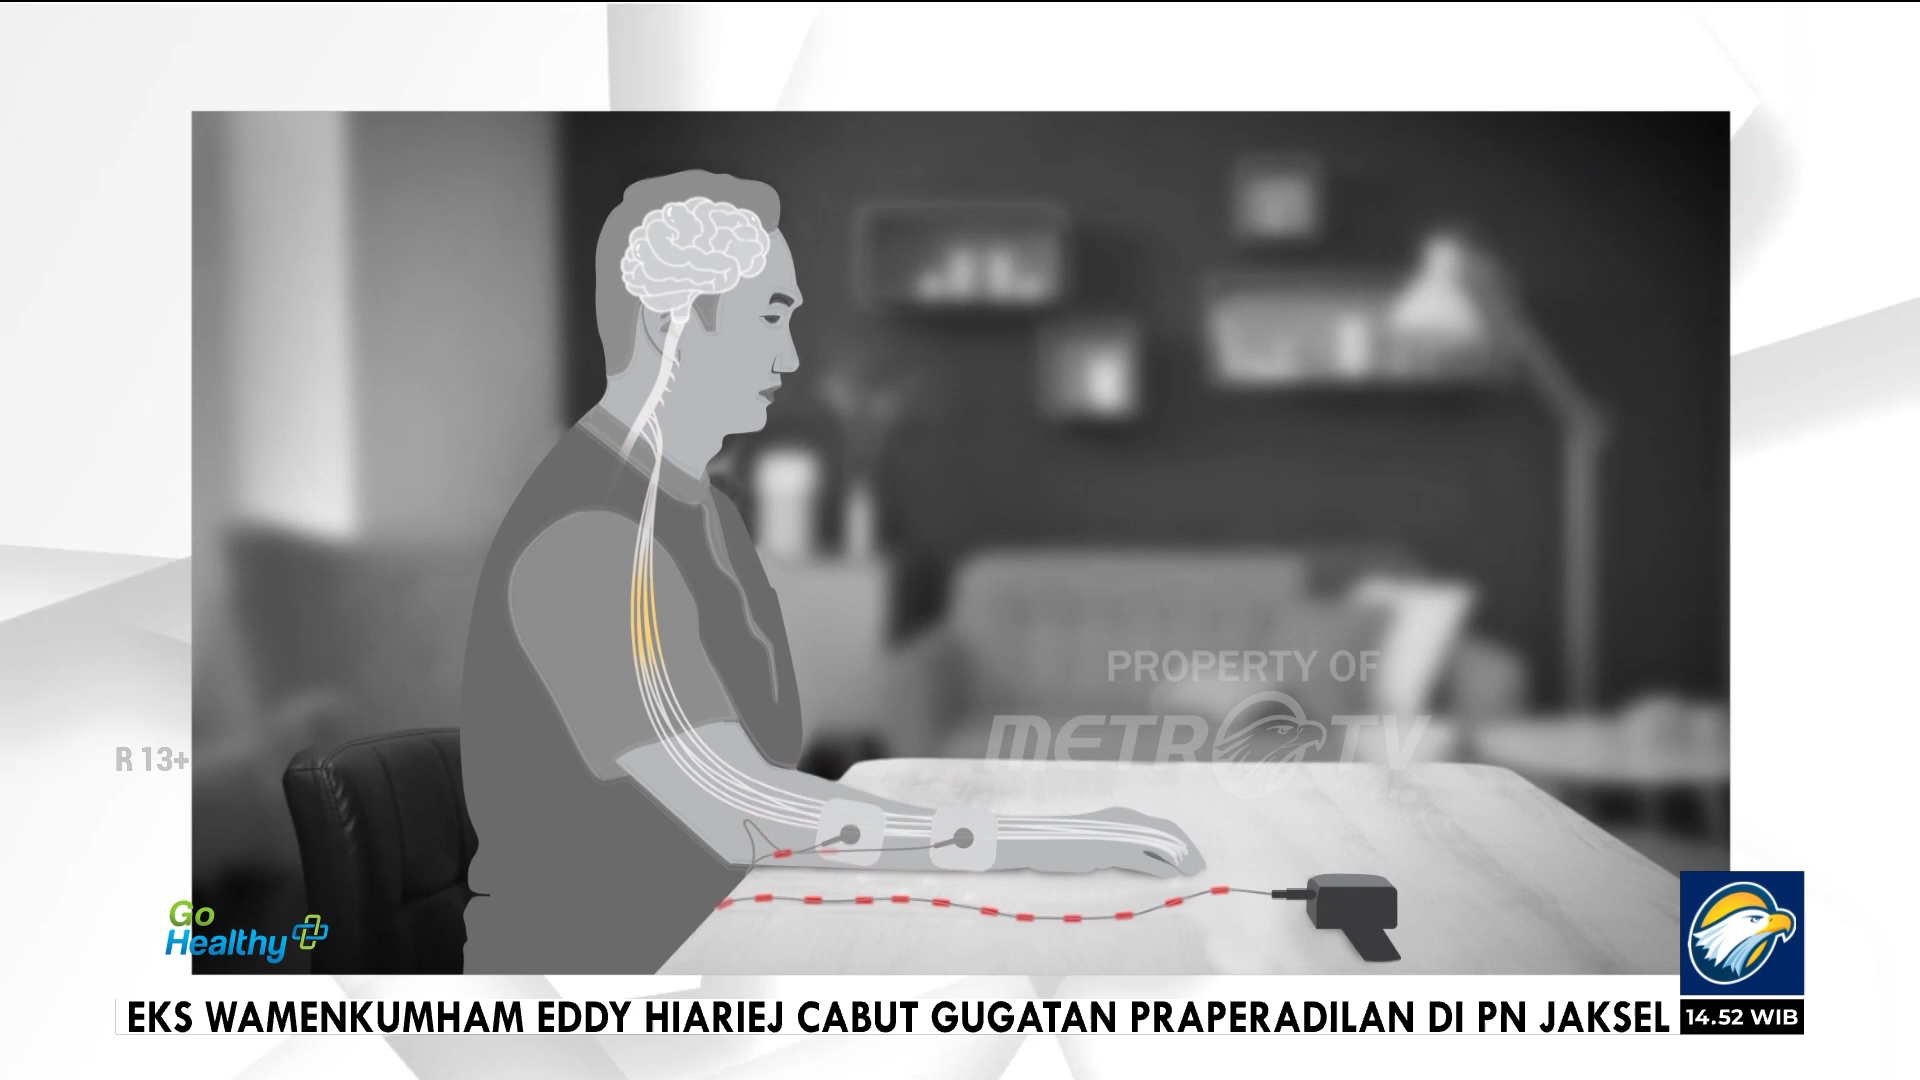 PROPERTY OF
METRO TV
R 13+
Go
Healthy
EKS WAMENKUMHAM EDDY HIARIEJ CABUT GUGATAN PRAPERADILAN DI PN JAKSEL
14.52 WIB